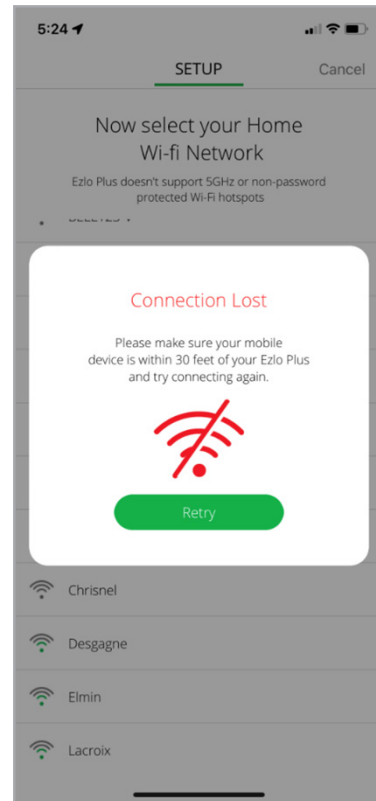 5:24
SETUP
Cancel
Now select your Home
Wi-fi Network
Ezlo Plus doesn't support 5GHz or non-password
protected Wi-Fi hotspots
Connection Lost
Please make sure your mobile
device is within 30 feet of your Ezlo Plus
and try connecting again.
Retry
Chrisnel
Desgagne
Elmin
Lacroix